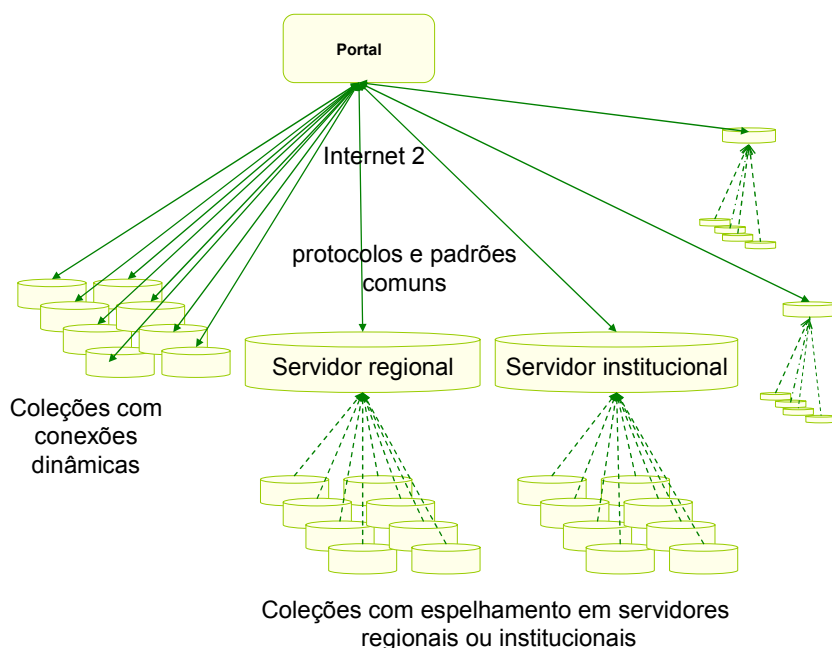 Portal
Internet 2
protocolos e padrões
comuns
Servidor regional
Servidor institucional
Coleções com
conexões
dinâmicas
Coleções com espelhamento em servidores
regionais ou institucionais